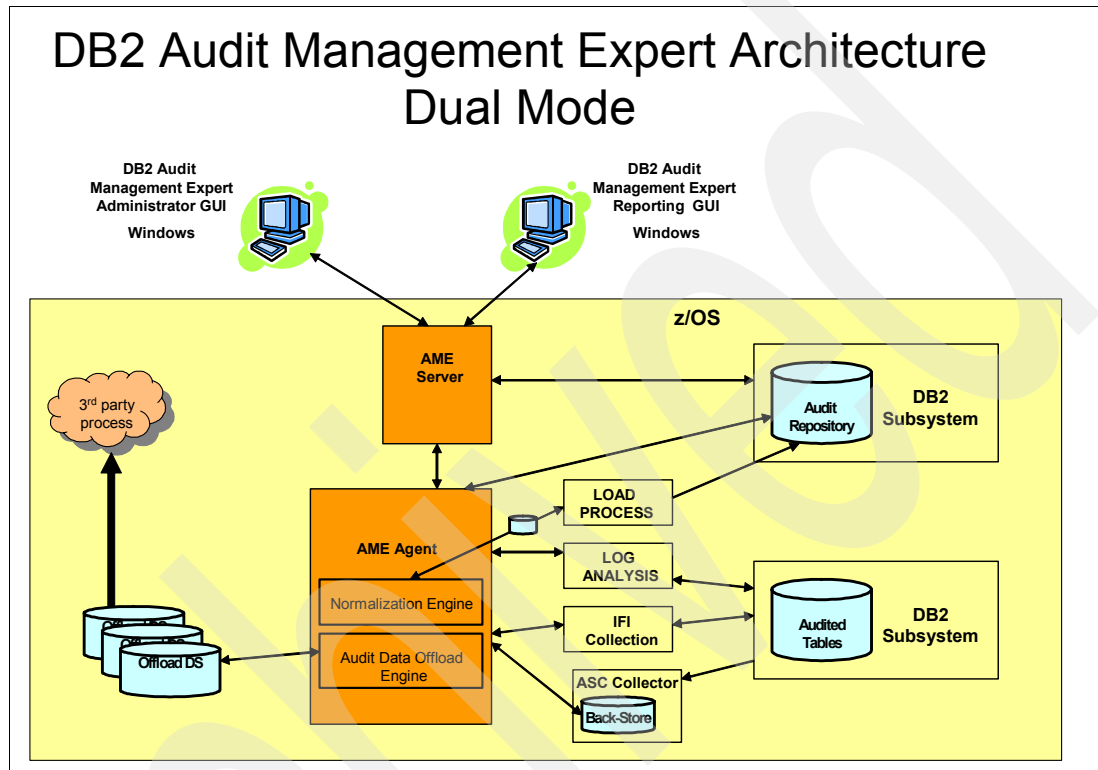 DB2 Audit Management Expert Architecture
Dual Mode
DB2 Audit
Management Expert
Administrator GUI
Windows
DB2 Audit
Management Expert
Reporting GUI
Windows
z/OS
AME
Server
3rd party
process
Audit
Repository
DB2
Subsystem
LOAD
PROCESS
AME Agent
LOG
ANALYSIS
Normalization Engine
IFI
Collection
Audited
Tables
DB2
Subsystem
Audit Data Offload
Engine
Offload DS
ASC Collector
Back-Store